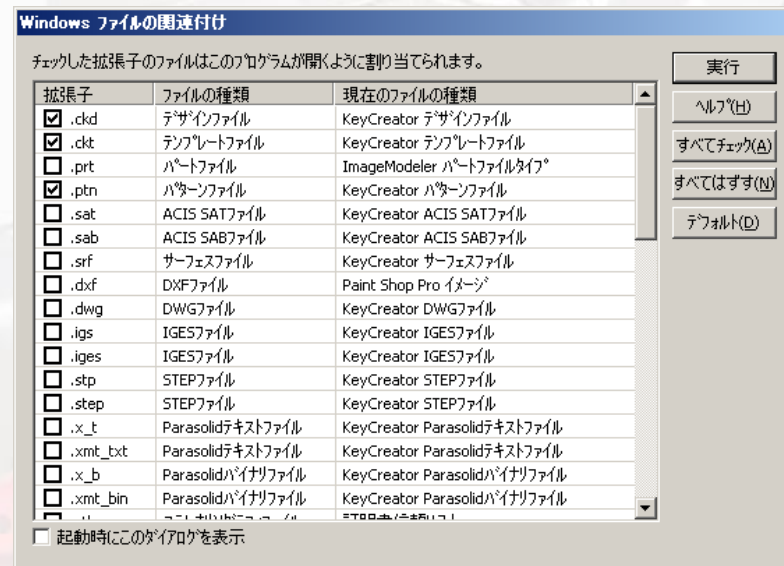 Windows ファイルの関連付け
チェックした拡張子のファイルはこのプログラムが開くように割り当てられます。
拡張子 ファイルの種類 現在のファイルの種類
.ckd デザインファイル KeyCreator デザインファイル
.ckt テンプレートファイル KeyCreator テンプレートファイル
.prt パートファイル ImageModeler パートファイルタイプ
.ptn パターンファイル KeyCreator パターンファイル
.sat ACIS SATファイル KeyCreator ACIS SATファイル
.sab ACIS SABファイル KeyCreator ACIS SABファイル
.srf サーフェスファイル KeyCreator サーフェスファイル
.dxf DXFファイル Paint Shop Pro イメージ
.dwg DWGファイル KeyCreator DWGファイル
.igs IGESファイル KeyCreator IGESファイル
.iges IGESファイル KeyCreator IGESファイル
.stp STEPファイル KeyCreator STEPファイル
.step STEPファイル KeyCreator STEPファイル
.x_t Parasolidテキストファイル KeyCreator Parasolidテキストファイル
.xmt_txt Parasolidテキストファイル KeyCreator Parasolidテキストファイル
.x_b Parasolidバイナリファイル KeyCreator Parasolidバイナリファイル
.xmt_bin Parasolidバイナリファイル KeyCreator Parasolidバイナリファイル
起動時にこのダイアログを表示
実行
ヘルプ(H)
すべてチェック(A)
すべてはずす(N)
デフォルト(D)